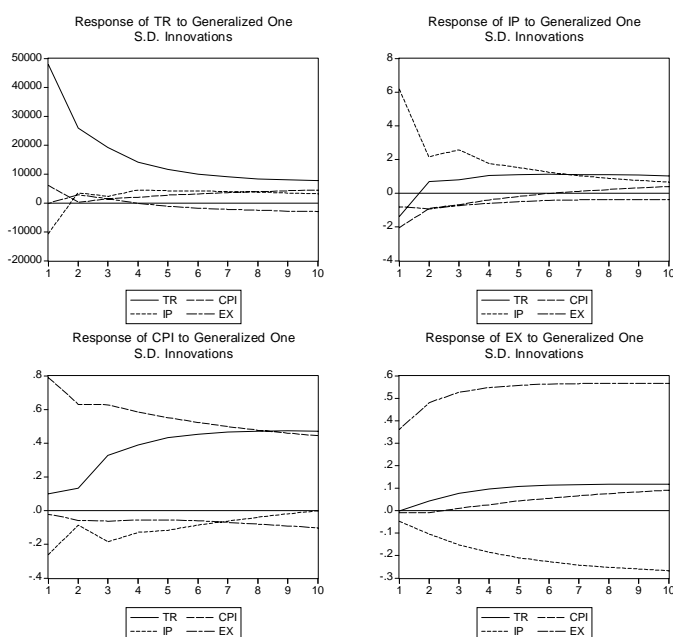 Response of TR to Generalized One
S.D. Innovations
50000
40000
30000
20000
10000
0
-10000
-20000
1 2 3 4 5 6 7 8 9 10
TR CPI
IP EX
Response of IP to Generalized One
S.D. Innovations
8
6
4
2
0
-2
-4
1 2 3 4 5 6 7 8 9 10
TR CPI
IP EX
Response of CPI to Generalized One
S.D. Innovations
.8
.6
.4
.2
.0
-.2
-.4
1 2 3 4 5 6 7 8 9 10
TR CPI
IP EX
Response of EX to Generalized One
S.D. Innovations
.6
.5
.4
.3
.2
.1
.0
-.1
-.2
-.3
1 2 3 4 5 6 7 8 9 10
TR CPI
IP EX